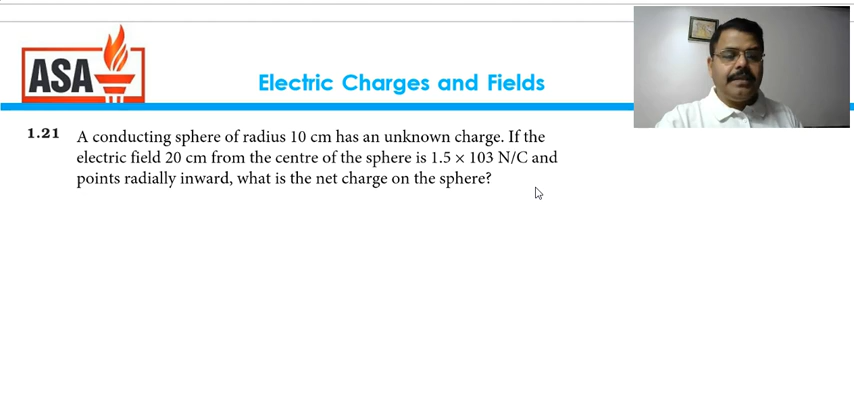 ASA
Electric Charges and Fields
1.21 A conducting sphere of radius 10 cm has an unknown charge. If the
electric field 20 cm from the centre of the sphere is 1.5 × 103 N/C and
points radially inward, what is the net charge on the sphere?